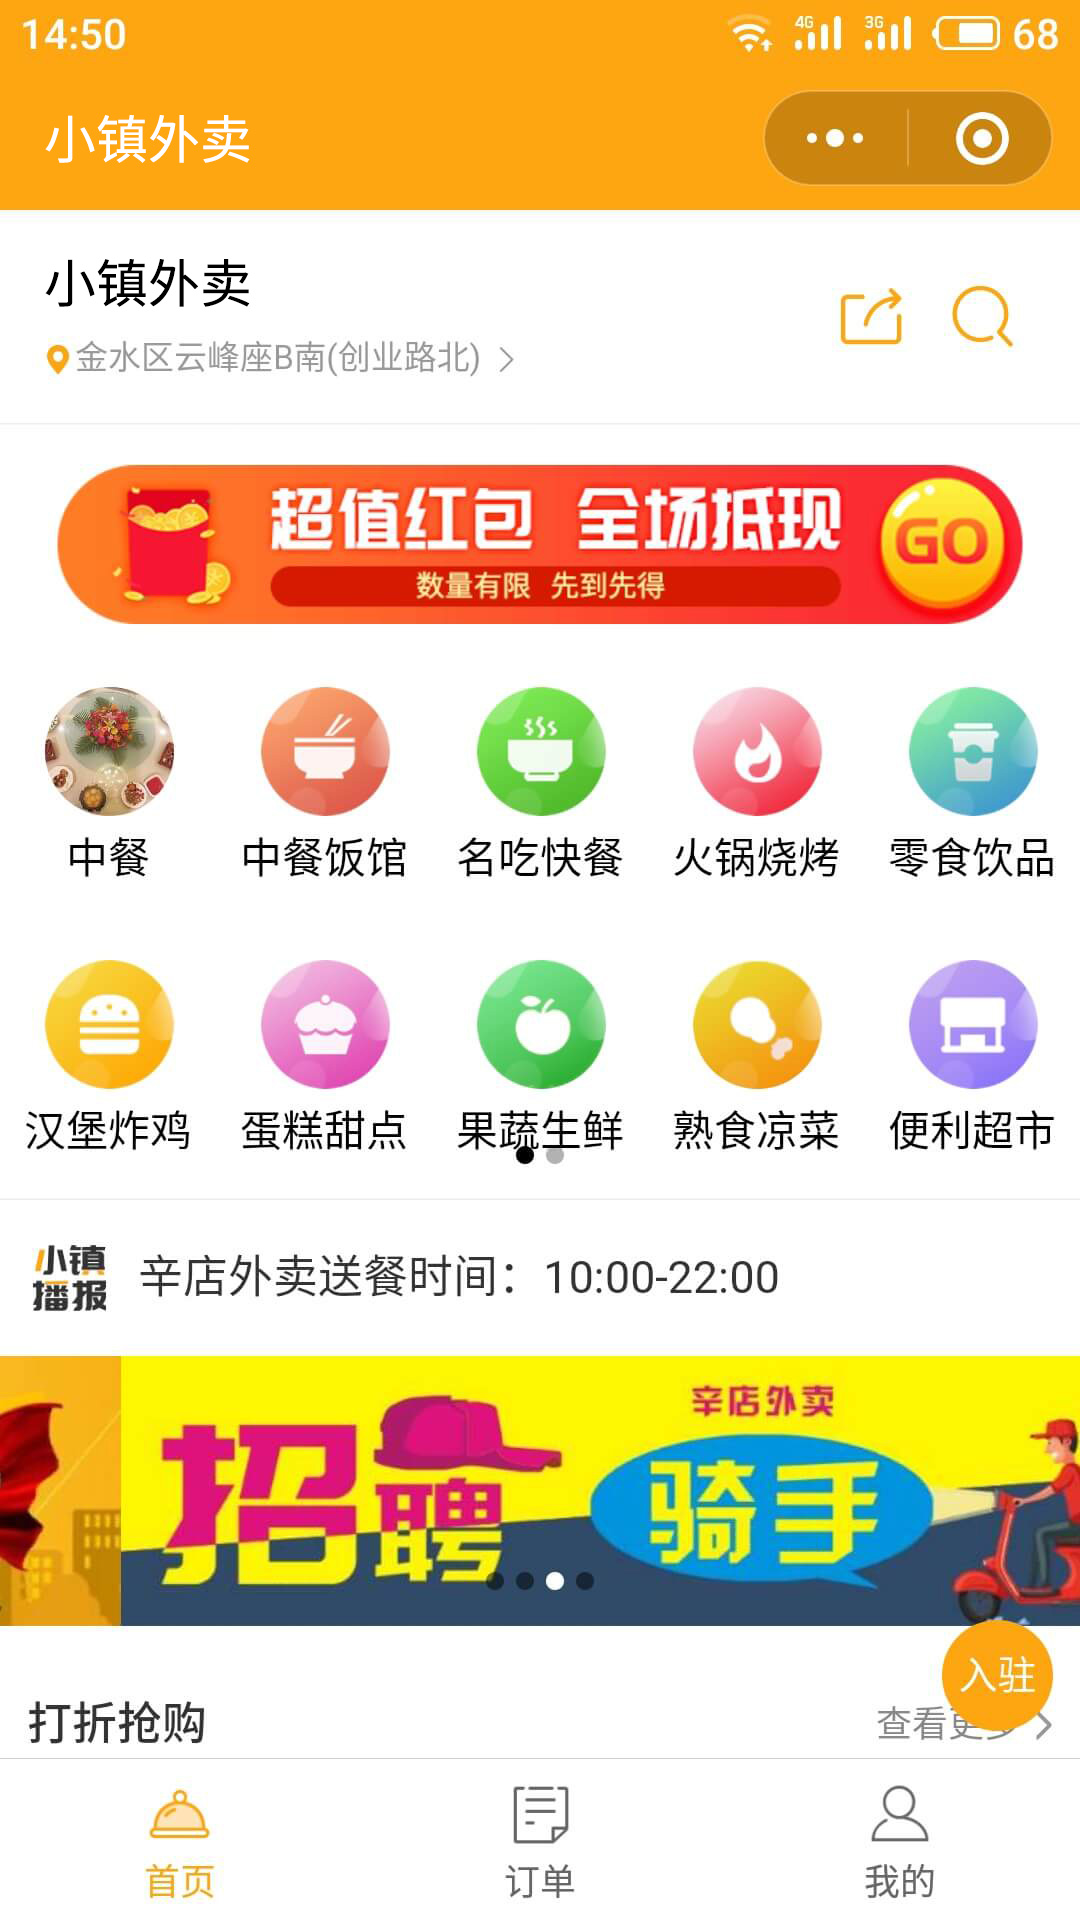 14:50
4G
3G
68
小镇外卖
小镇外卖
金水区云峰座B南(创业路北)
超值红包 全场抵现
GO
数量有限 先到先得
中餐
中餐饭馆
名吃快餐
火锅烧烤
零食饮品
汉堡炸鸡
蛋糕甜点
果蔬生鲜
熟食凉菜
便利超市
小镇
播报
辛店外卖送餐时间：10:00-22:00
辛店外卖
招聘
骑手
入驻
打折抢购
查看更多
首页
订单
我的